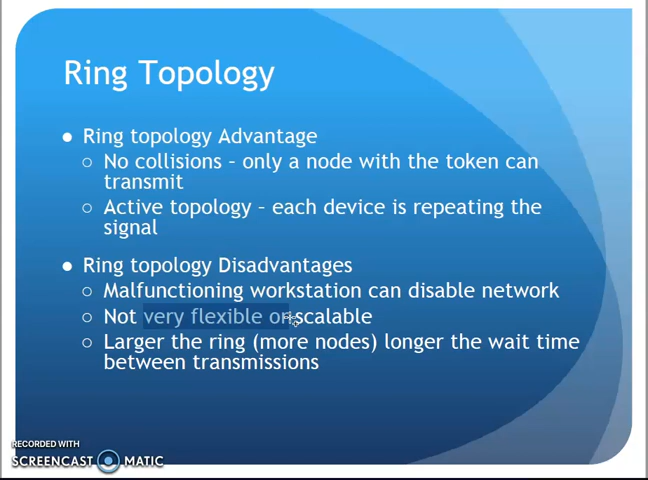 Ring Topology
● Ring topology Advantage
○ No collisions – only a node with the token can
transmit
○ Active topology – each device is repeating the
signal
● Ring topology Disadvantages
○ Malfunctioning workstation can disable network
○ Not very flexible or scalable
○ Larger the ring (more nodes) longer the wait time
between transmissions
RECORDED WITH
SCREENCAST MATIC